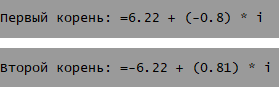 Первый корень: =6.22 + (-0.8) * i
Второй корень: =-6.22 + (0.81) * i